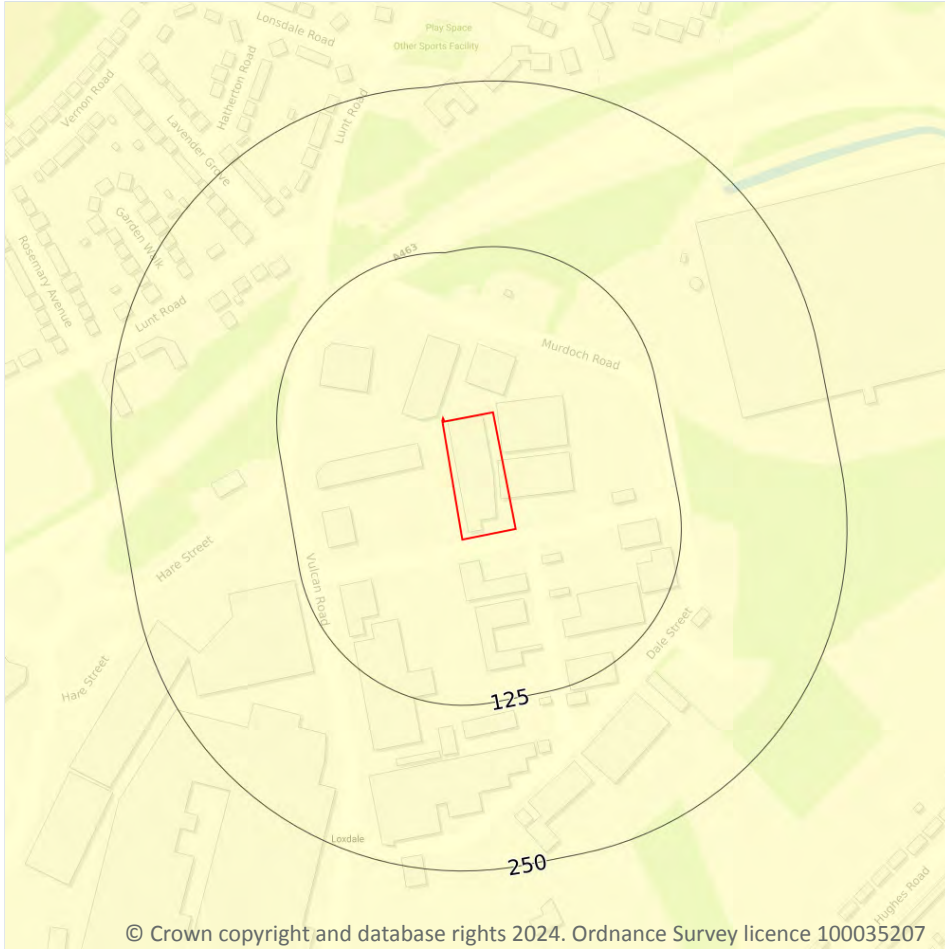 Lonsdale Road
Play Space
Other Sports Facility
Vernon Road
Hatherton Road
Lunt Road
Lavender Grove
Garden Walk
Rosemary Avenue
A463
Lunt Road
Murdoch Road
Hare Street
Vulcan Road
Dale Street
Hare Street
125
Loxdale
250
Hughes Road
© Crown copyright and database rights 2024. Ordnance Survey licence 100035207